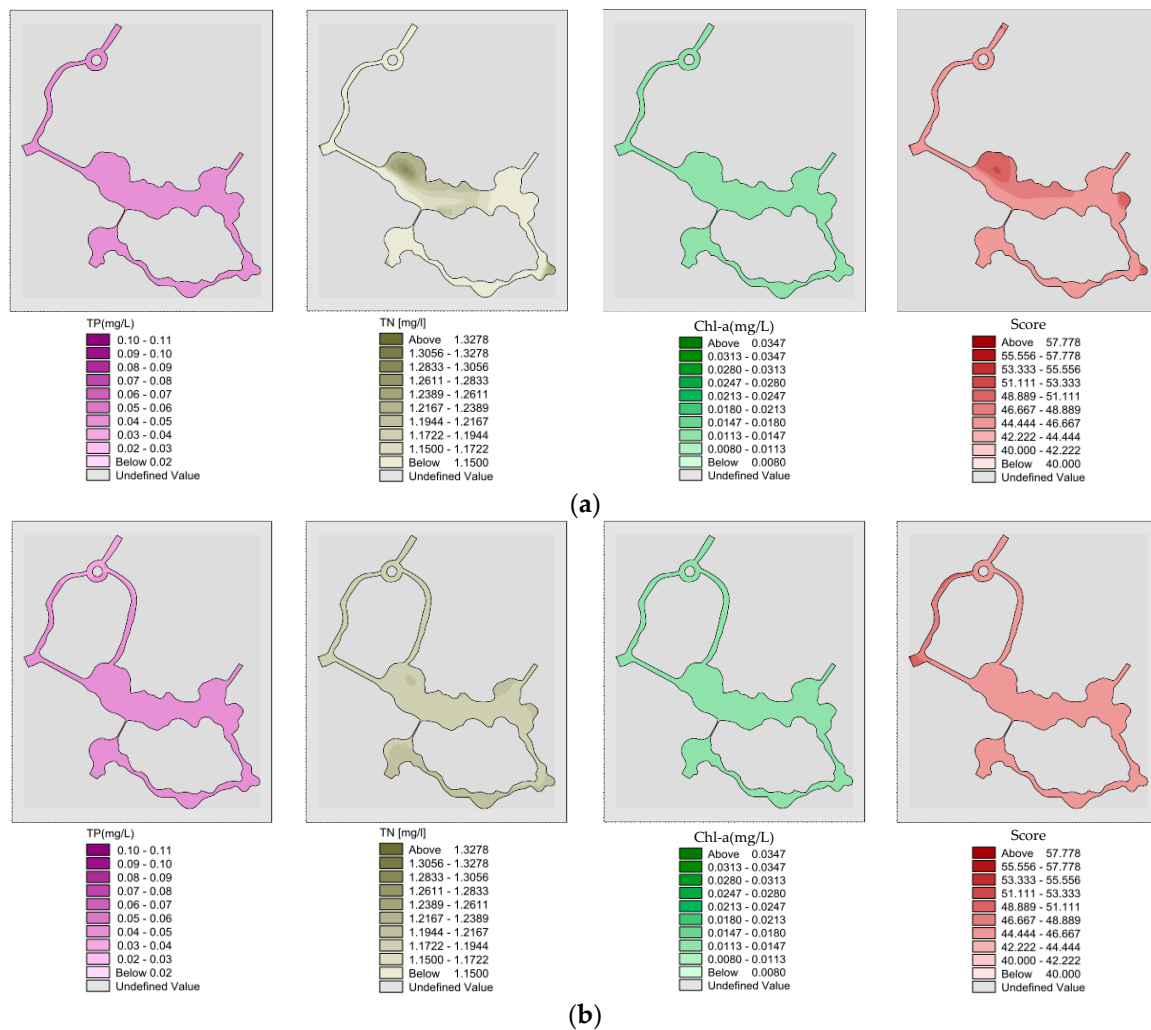 TP(mg/L)
0.10 - 0.11
0.09 - 0.10
0.08 - 0.09
0.07 - 0.08
0.06 - 0.07
0.05 - 0.06
0.04 - 0.05
0.03 - 0.04
0.02 - 0.03
Below 0.02
Undefined Value
TN [mg/l]
Above 1.3278
1.3056 - 1.3278
1.2833 - 1.3056
1.2611 - 1.2833
1.2389 - 1.2611
1.2167 - 1.2389
1.1944 - 1.2167
1.1722 - 1.1944
1.1500 - 1.1722
Below 1.1500
Undefined Value
Chl-a(mg/L)
Above 0.0347
0.0313 - 0.0347
0.0280 - 0.0313
0.0247 - 0.0280
0.0213 - 0.0247
0.0180 - 0.0213
0.0147 - 0.0180
0.0113 - 0.0147
0.0080 - 0.0113
Below 0.0080
Undefined Value
Score
Above 57.778
55.556 - 57.778
53.333 - 55.556
51.111 - 53.333
48.889 - 51.111
46.667 - 48.889
44.444 - 46.667
42.222 - 44.444
40.000 - 42.222
Below 40.000
Undefined Value
(a)
TP(mg/L)
0.10 - 0.11
0.09 - 0.10
0.08 - 0.09
0.07 - 0.08
0.06 - 0.07
0.05 - 0.06
0.04 - 0.05
0.03 - 0.04
0.02 - 0.03
Below 0.02
Undefined Value
TN [mg/l]
Above 1.3278
1.3056 - 1.3278
1.2833 - 1.3056
1.2611 - 1.2833
1.2389 - 1.2611
1.2167 - 1.2389
1.1944 - 1.2167
1.1722 - 1.1944
1.1500 - 1.1722
Below 1.1500
Undefined Value
Chl-a(mg/L)
Above 0.0347
0.0313 - 0.0347
0.0280 - 0.0313
0.0247 - 0.0280
0.0213 - 0.0247
0.0180 - 0.0213
0.0147 - 0.0180
0.0113 - 0.0147
0.0080 - 0.0113
Below 0.0080
Undefined Value
Score
Above 57.778
55.556 - 57.778
53.333 - 55.556
51.111 - 53.333
48.889 - 51.111
46.667 - 48.889
44.444 - 46.667
42.222 - 44.444
40.000 - 42.222
Below 40.000
Undefined Value
(b)